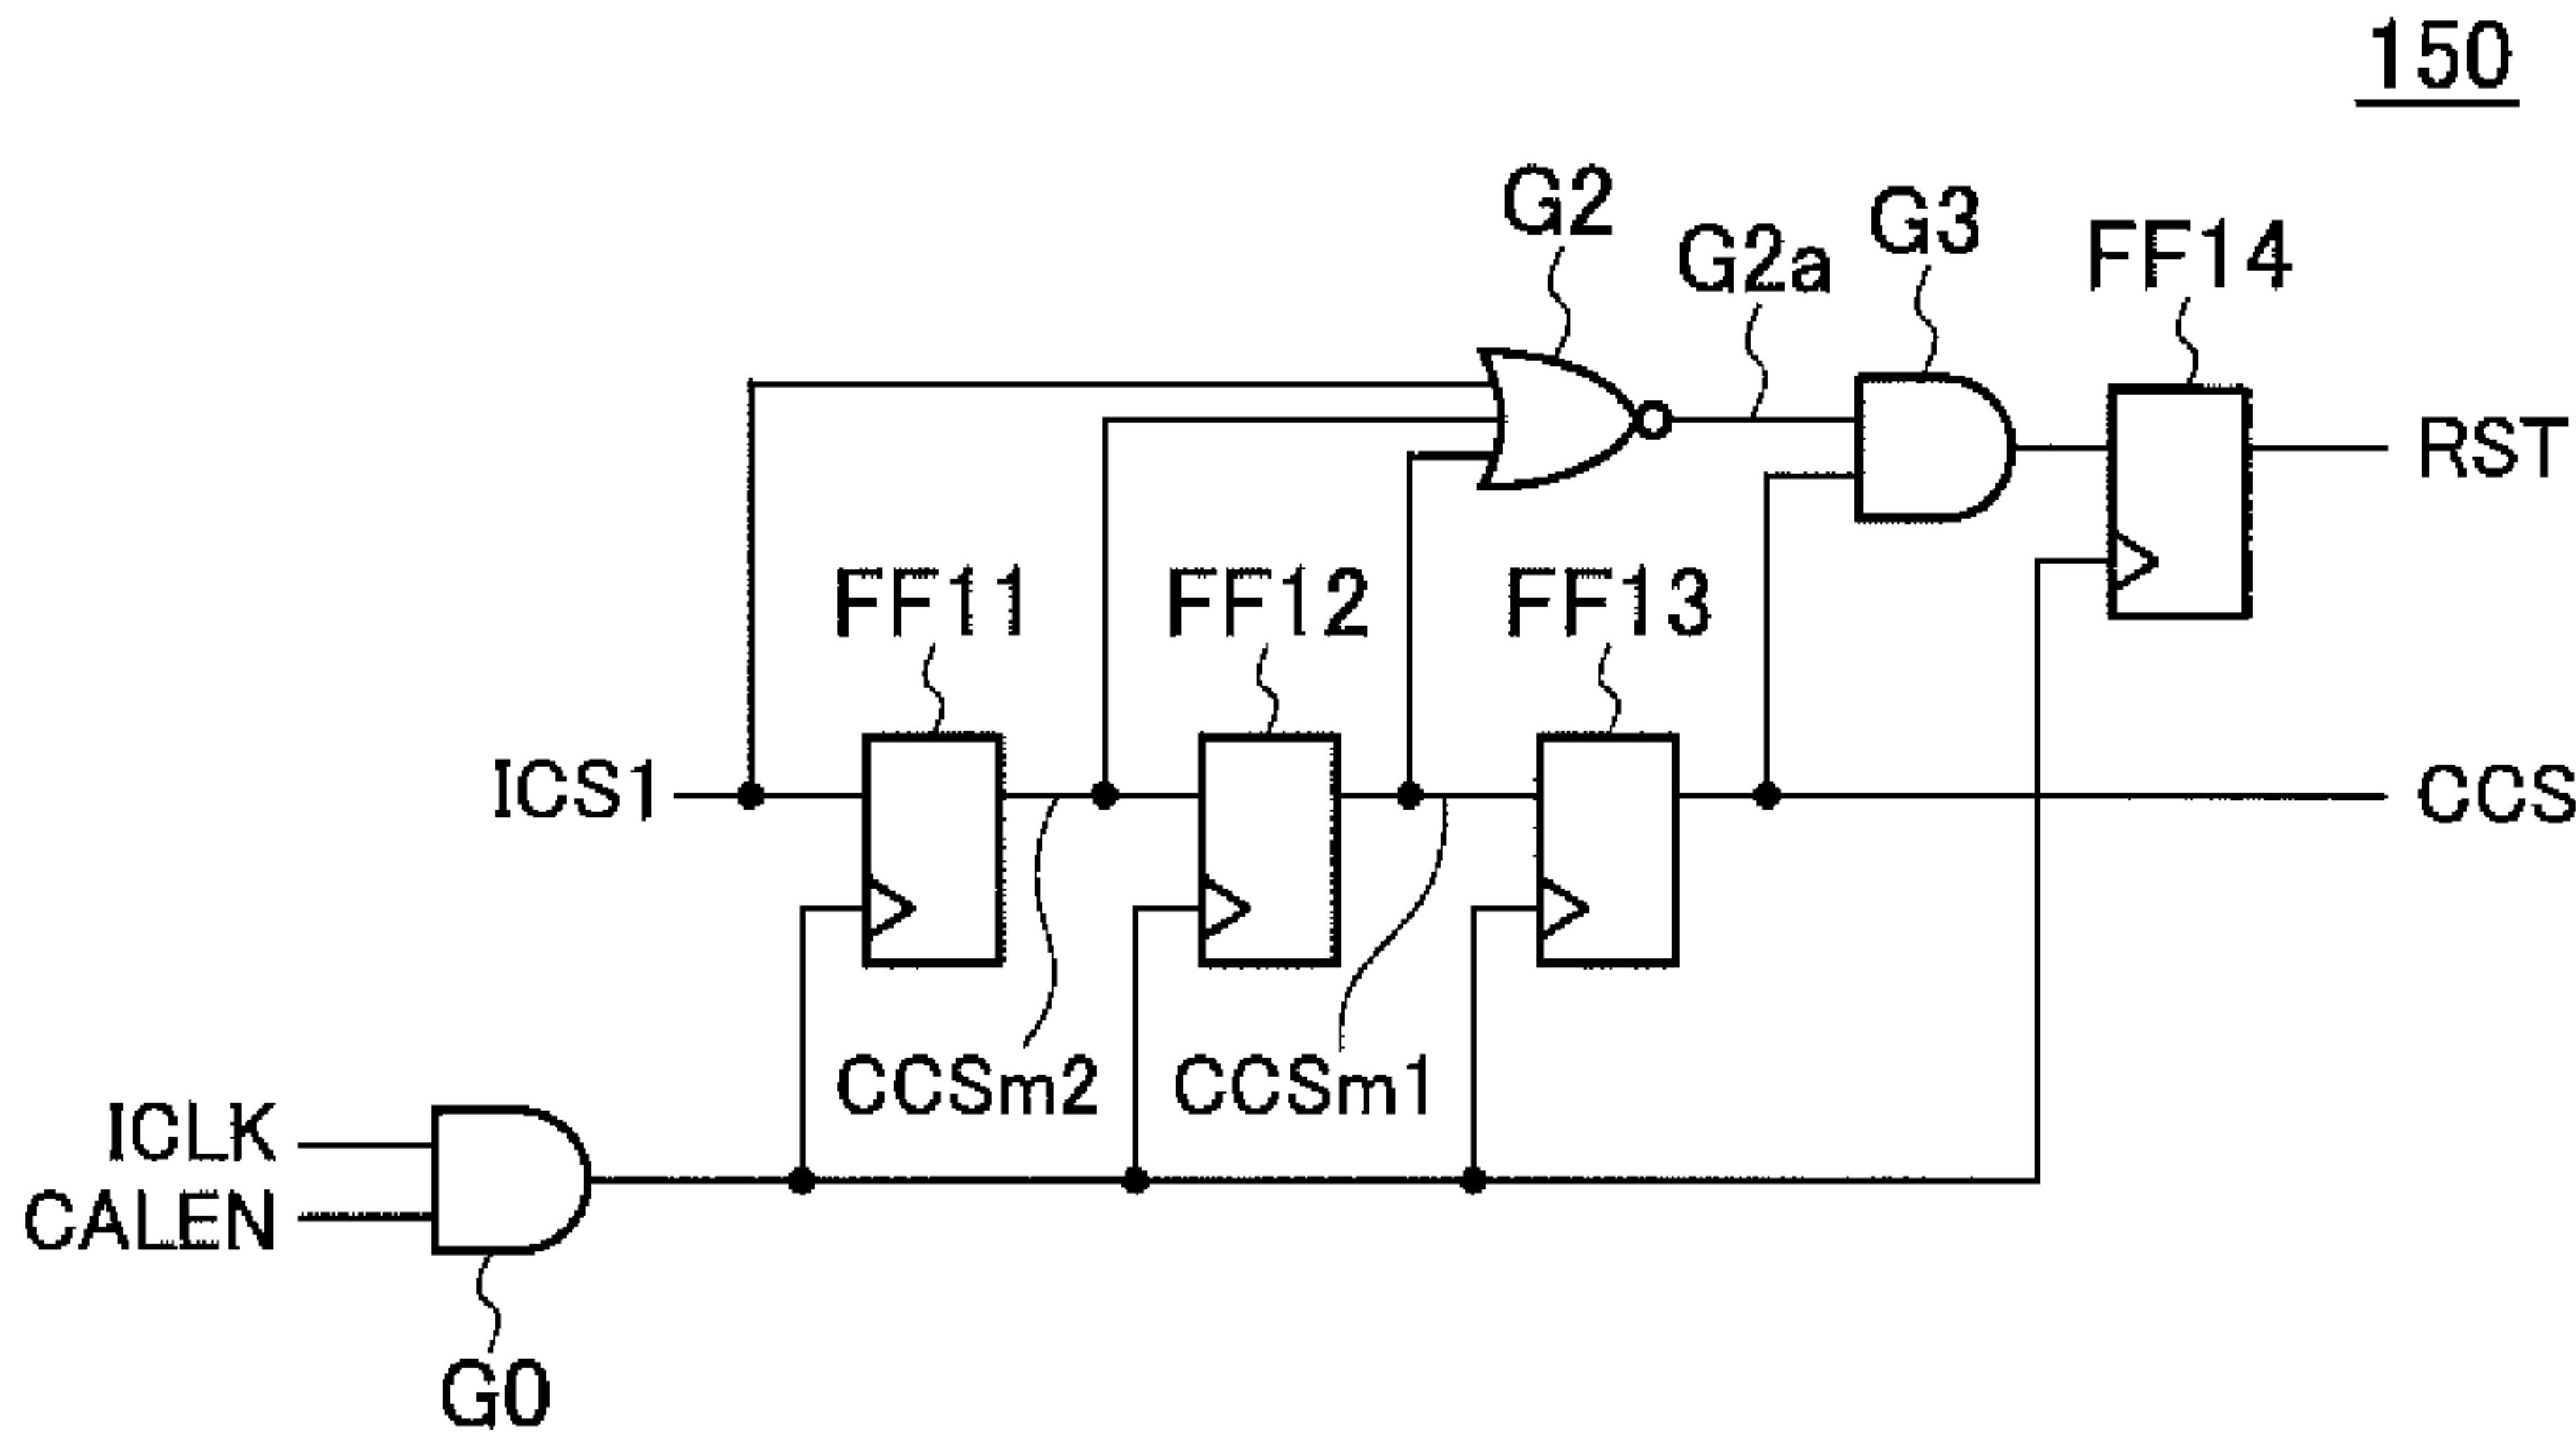 150
G2
G2a
G3
FF14
RST
FF11
FF12
FF13
ICS1
CCS
CCSm2
CCSm1
ICLK
CALEN
G0